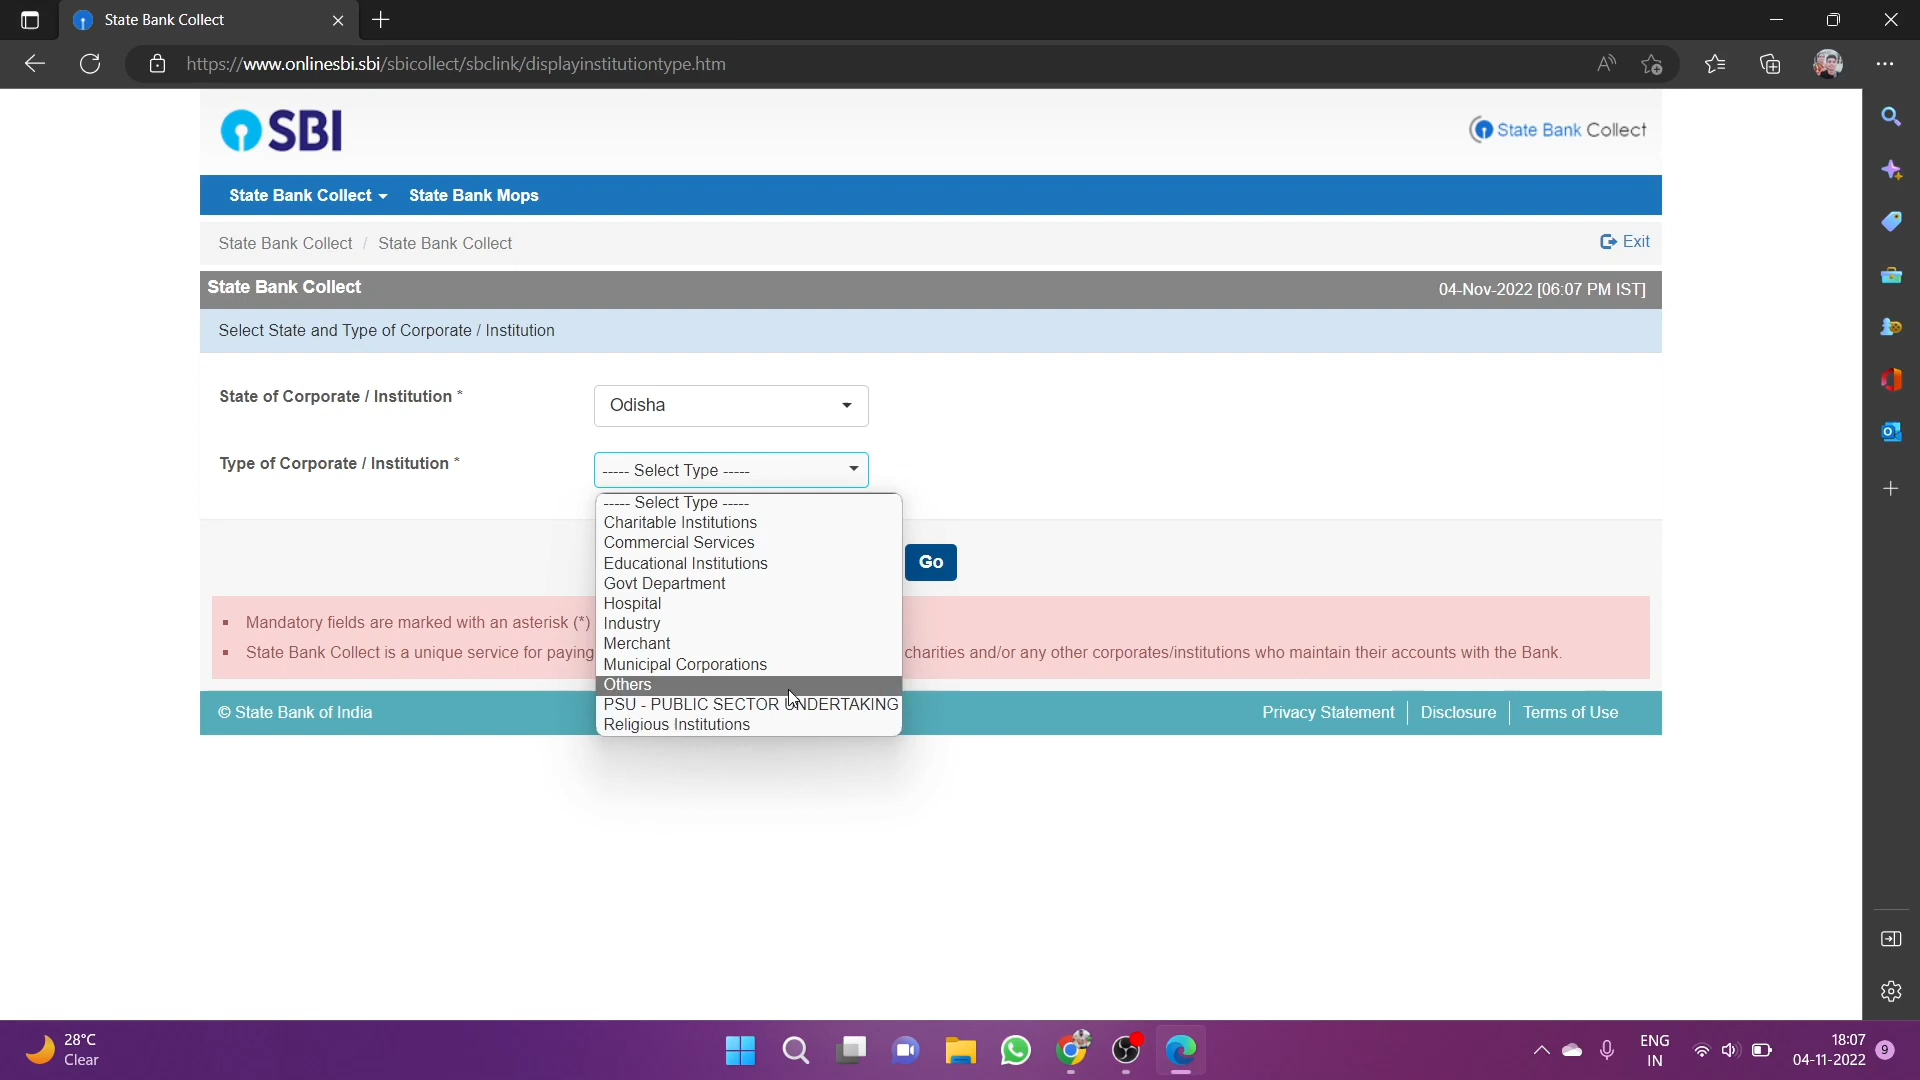 State Bank Collect
https://www.onlinesbi.sbi/sbicollect/sbclink/displayinstitutiontype.htm
SBI
State Bank Collect
State Bank Collect
State Bank Mops
State Bank Collect / State Bank Collect
Exit
State Bank Collect
04-Nov-2022 [06:07 PM IST]
Select State and Type of Corporate / Institution
State of Corporate / Institution *
Odisha
Type of Corporate / Institution *
----- Select Type -----
----- Select Type -----
Charitable Institutions
Commercial Services
Educational Institutions
Govt Department
Hospital
Industry
Merchant
Municipal Corporations
Others
PSU - PUBLIC SECTOR UNDERTAKING
Religious Institutions
Go
Mandatory fields are marked with an asterisk (*)
State Bank Collect is a unique service for paying charities and/or any other corporates/institutions who maintain their accounts with the Bank.
© State Bank of India
Privacy Statement
Disclosure
Terms of Use
28°C
Clear
ENG
IN
18:07
04-11-2022
9